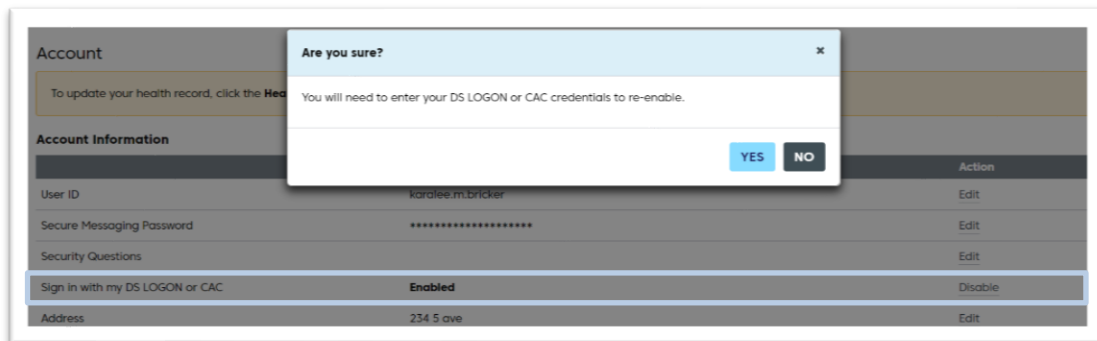 Account
Are you sure?
×
To update your health record, click the Hea
You will need to enter your DS LOGON or CAC credentials to re-enable.
Account Information
YES NO
Action
User ID karalee.m.bricker Edit
Secure Messaging Password ******************** Edit
Security Questions Edit
Sign in with my DS LOGON or CAC Enabled Disable
Address 234 5 ave Edit